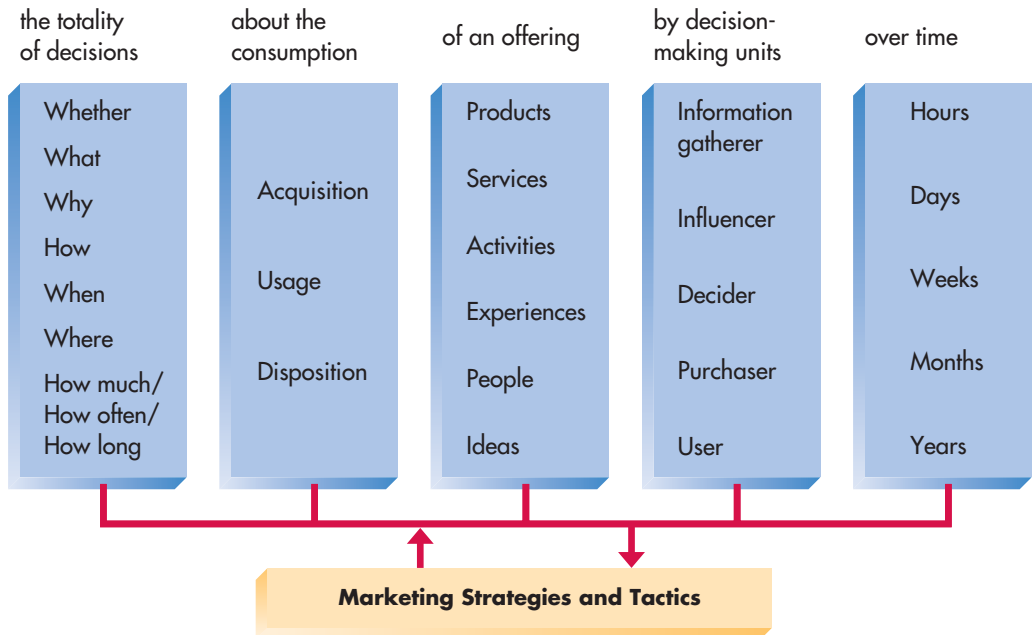 the totality
of decisions
about the
consumption
of an offering
by decision-
making units
over time
Whether
What
Why
How
When
Where
How much/
How often/
How long
Acquisition
Usage
Disposition
Products
Services
Activities
Experiences
People
Ideas
Information
gatherer
Influencer
Decider
Purchaser
User
Hours
Days
Weeks
Months
Years
Marketing Strategies and Tactics